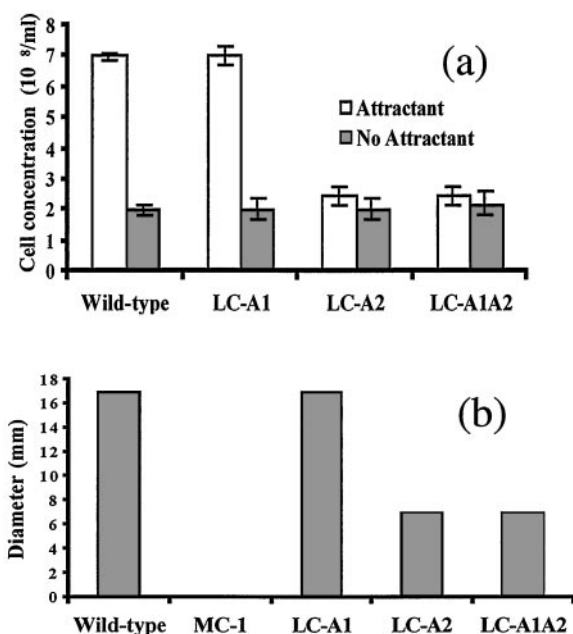 (a)
Cell concentration (10 8/ml)
8
7
6
5
4
3
2
1
0
Attractant
No Attractant
Wild-type LC-A1 LC-A2 LC-A1A2
(b)
Diameter (mm)
18
16
14
12
10
8
6
4
2
0
Wild-type MC-1 LC-A1 LC-A2 LC-A1A2